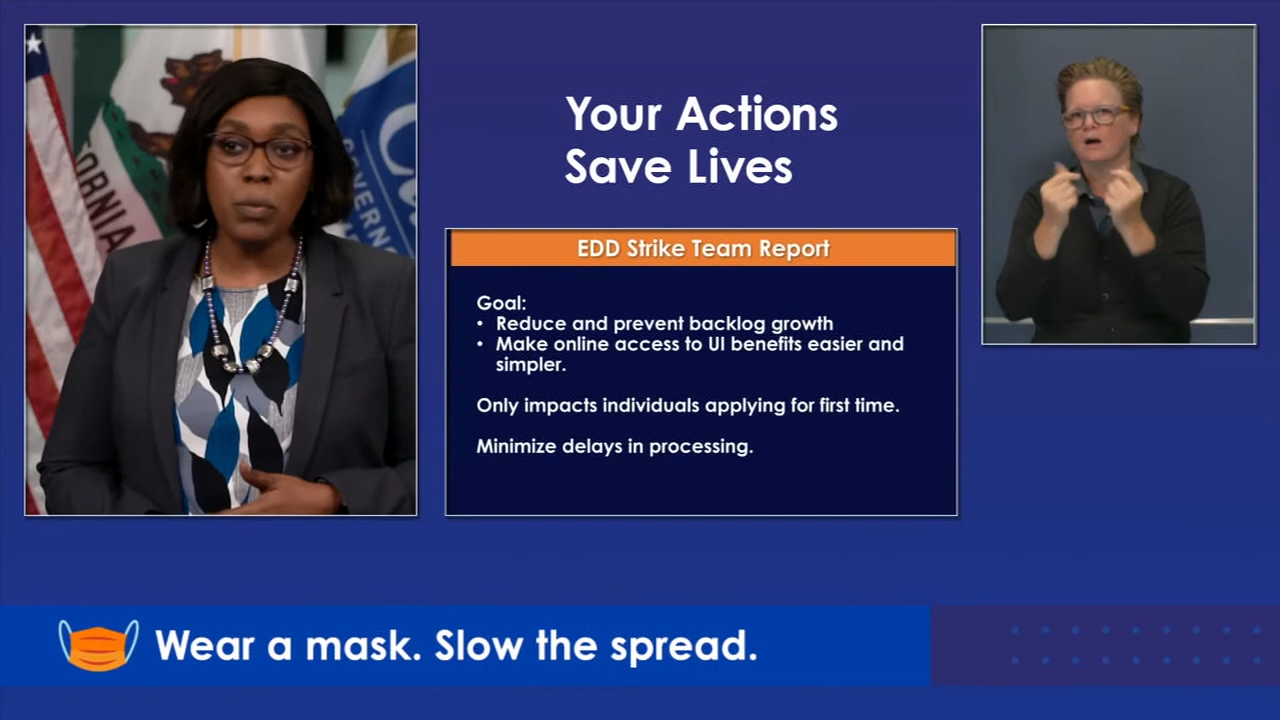 Your Actions
Save Lives
EDD Strike Team Report
Goal:
• Reduce and prevent backlog growth
• Make online access to UI benefits easier and
simpler.
Only impacts individuals applying for first time.
Minimize delays in processing.
Wear a mask. Slow the spread.